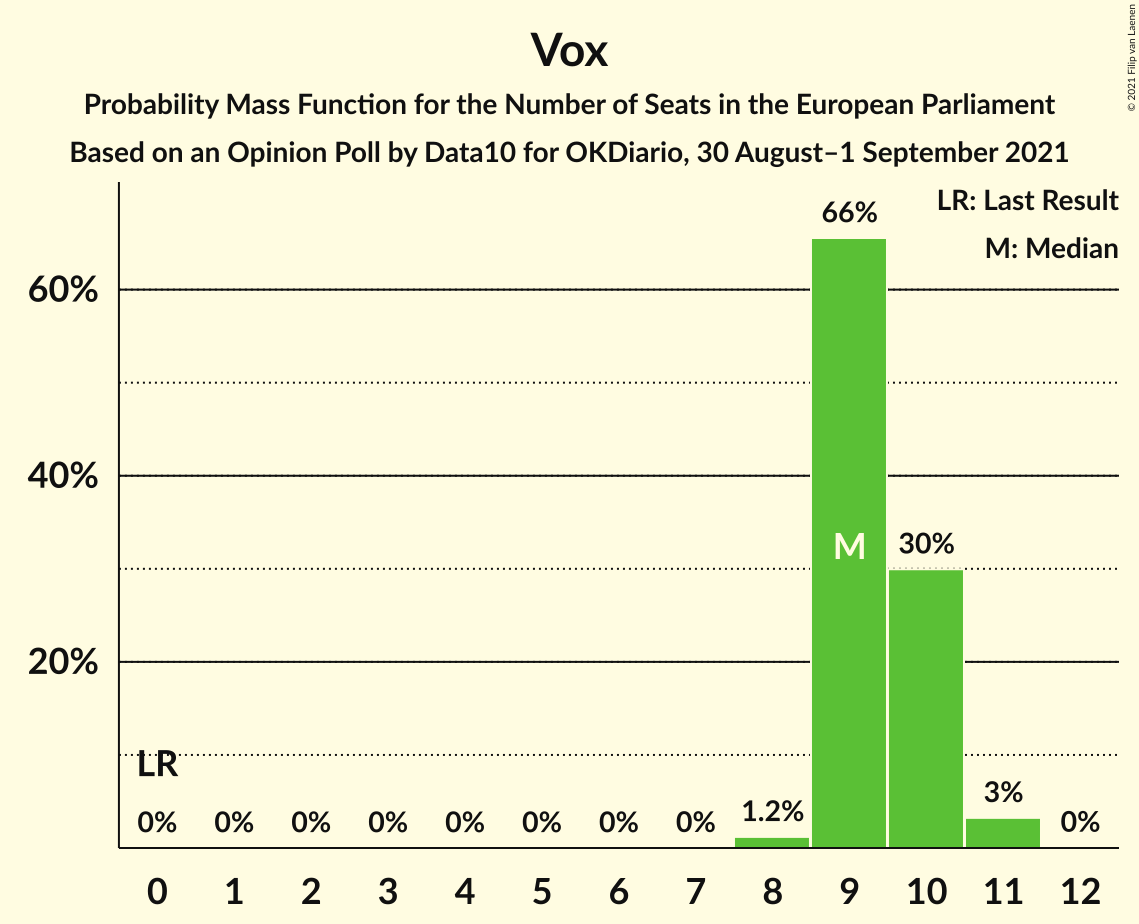 Vox
Probability Mass Function for the Number of Seats in the European Parliament
Based on an Opinion Poll by Data10 for OKDiario, 30 August–1 September 2021
© 2021 Filip van Laenen
LR: Last Result
M: Median
66%
60%
40%
M
30%
20%
LR
0% 0% 0% 0% 0% 0% 0% 0% 1.2% 3% 0%
0 1 2 3 4 5 6 7 8 9 10 11 12